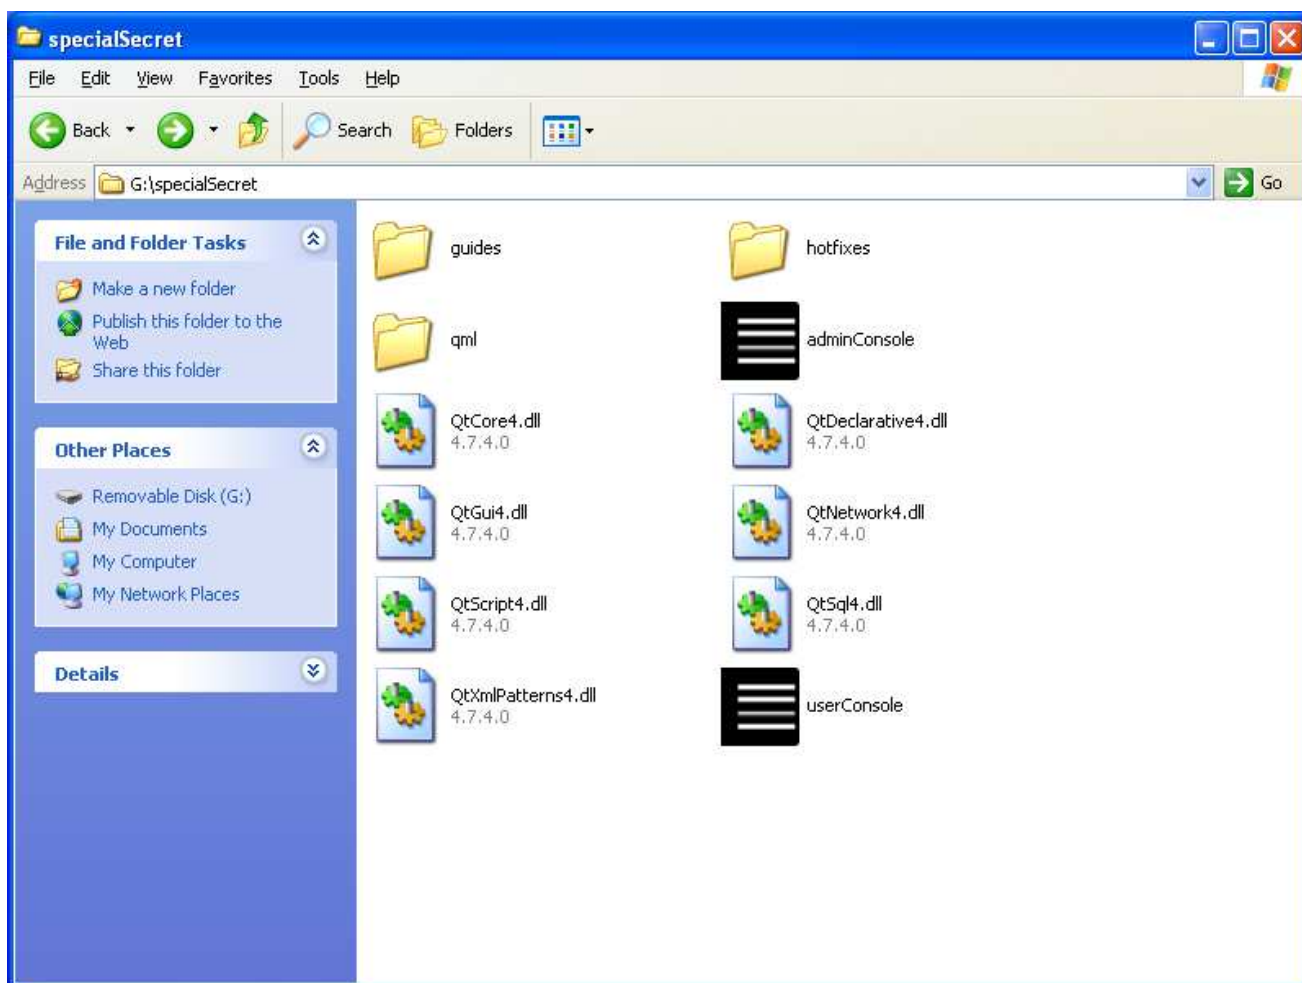 specialSecret
File Edit View Favorites Tools Help
Back Search Folders
Address G:\specialSecret Go
File and Folder Tasks
Make a new folder
Publish this folder to the
Web
Share this folder
Other Places
Removable Disk (G:)
My Documents
My Computer
My Network Places
Details
guides hotfixes
qml adminConsole
QtCore4.dll QtDeclarative4.dll
4.7.4.0 4.7.4.0
QtGui4.dll QtNetwork4.dll
4.7.4.0 4.7.4.0
QtScript4.dll QtSql4.dll
4.7.4.0 4.7.4.0
QtXmlPatterns4.dll userConsole
4.7.4.0